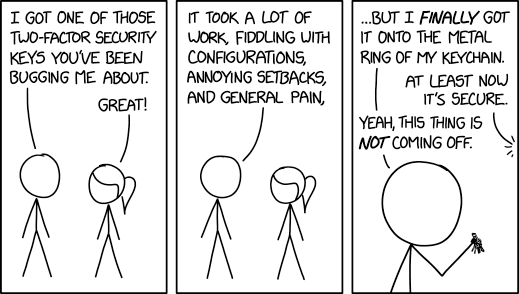 I GOT ONE OF THOSE
TWO-FACTOR SECURITY
KEYS YOU'VE BEEN
BUGGING ME ABOUT.
GREAT!
IT TOOK A LOT OF
WORK, FIDDLING WITH
CONFIGURATIONS,
ANNOYING SETBACKS,
AND GENERAL PAIN,
...BUT I FINALLY GOT
IT ONTO THE METAL
RING OF MY KEYCHAIN.
AT LEAST NOW
IT'S SECURE.
YEAH, THIS THING IS
NOT COMING OFF.